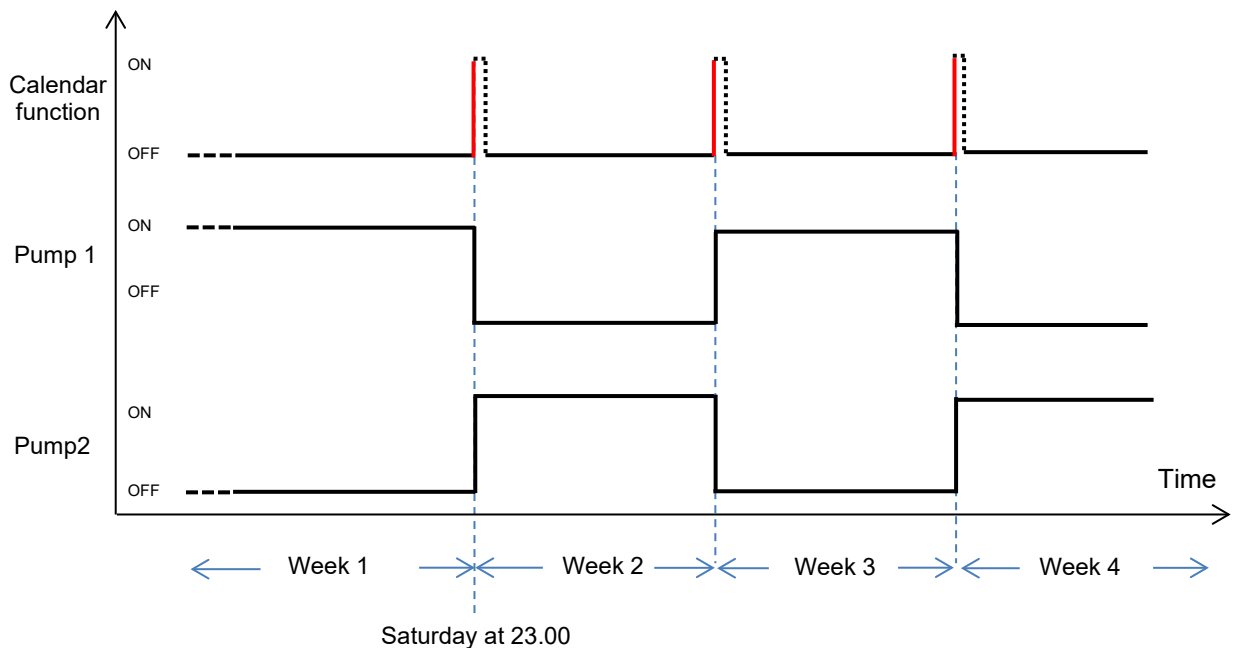 ON
Calendar
function
OFF
ON
Pump 1
OFF
ON
Pump2
OFF
Time
Week 1
Week 2
Week 3
Week 4
Saturday at 23.00